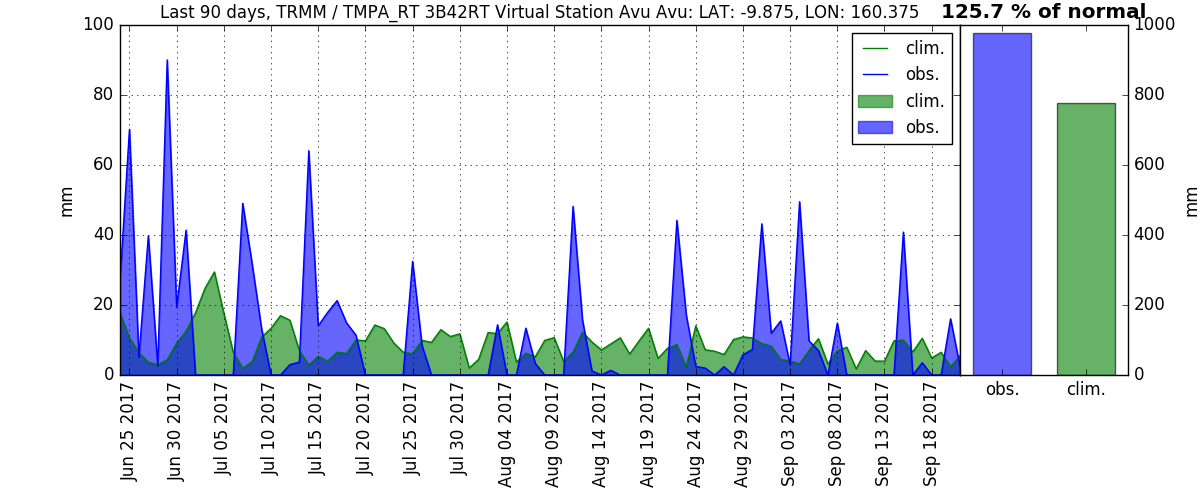 Last 90 days, TRMM / TMPA_RT 3B42RT Virtual Station Avu Avu: LAT: -9.875, LON: 160.375
125.7 % of normal
mm
100
80
60
40
20
0
clim.
obs.
clim.
obs.
1000
800
600
400
200
0
mm
obs.
clim.
Jun 25 2017
Jun 30 2017
Jul 05 2017
Jul 10 2017
Jul 15 2017
Jul 20 2017
Jul 25 2017
Jul 30 2017
Aug 04 2017
Aug 09 2017
Aug 14 2017
Aug 19 2017
Aug 24 2017
Aug 29 2017
Sep 03 2017
Sep 08 2017
Sep 13 2017
Sep 18 2017